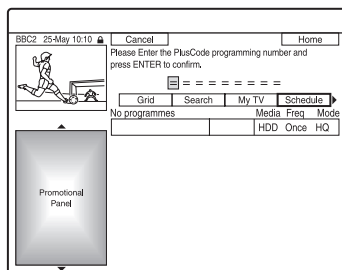 BBC2 25-May 10:10 Cancel Home
Please Enter the PlusCode programming number and
press ENTER to confirm.
= = = = = = = = =
Grid Search My TV Schedule
No programmes Media Freq Mode
HDD Once HQ
Promotional
Panel